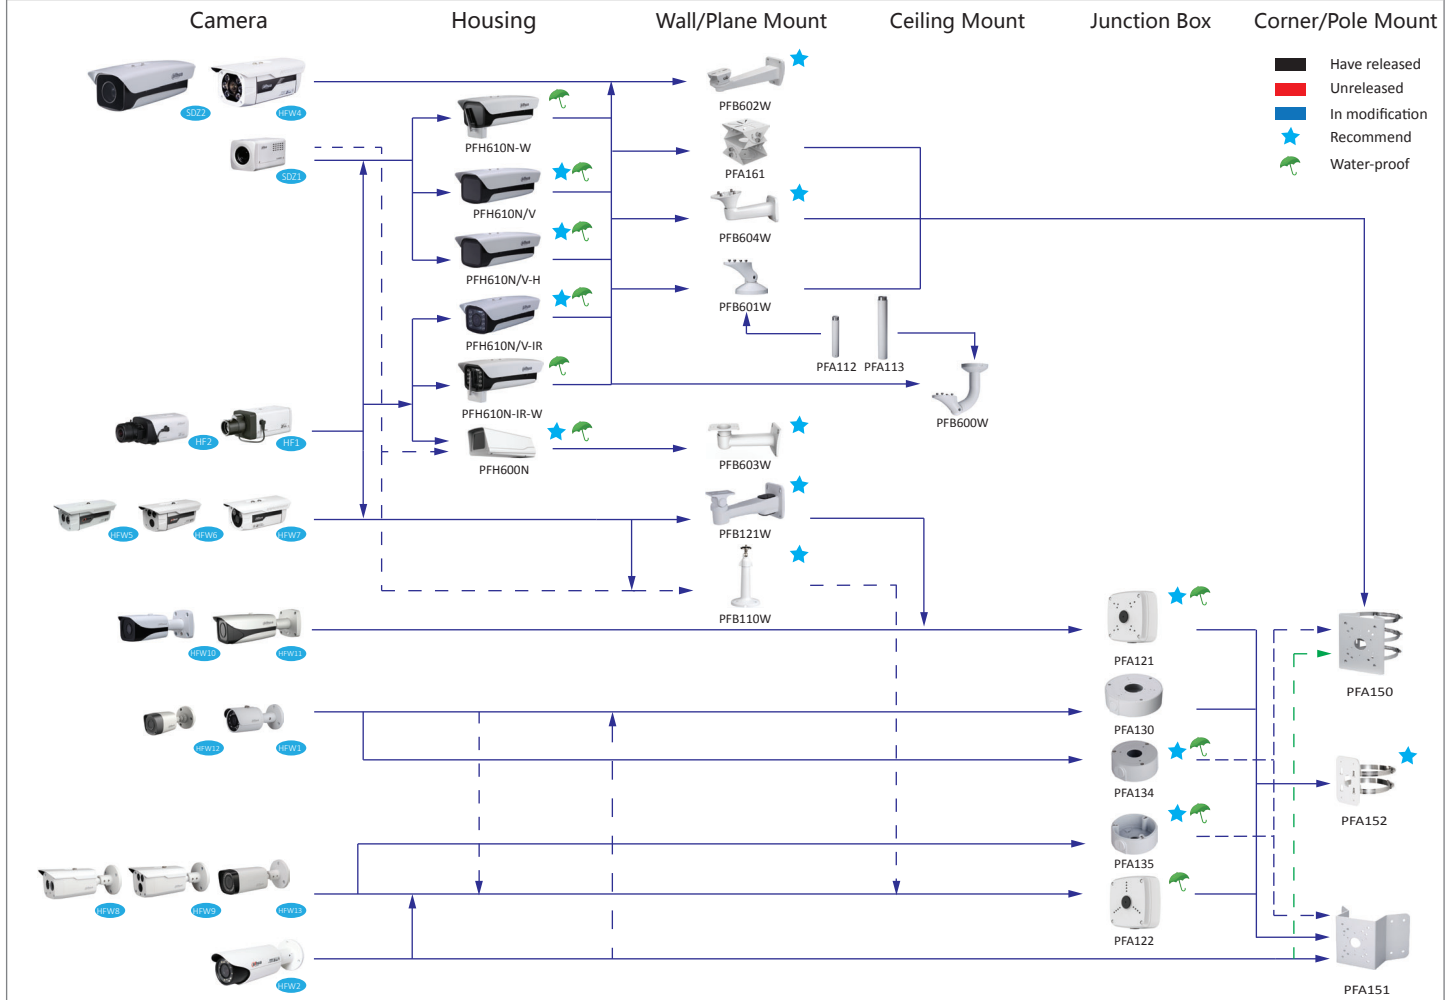 Camera
Housing
Wall/Plane Mount
Ceiling Mount
Junction Box
Corner/Pole Mount
Have released
Unreleased
In modification
Recommend
Water-proof
SDZ2
HFW4
SDZ1
PFH610N-W
PFH610N/V
PFH610N/V-H
PFH610N/V-IR
PFH610N-IR-W
PFH600N
PFB602W
PFA161
PFB604W
PFB601W
PFA112
PFA113
PFB600W
HF2
HF1
PFB603W
HFW5
HFW6
HFW7
PFB121W
PFB110W
HFW10
HFW11
PFA121
PFA150
HFW12
HFW1
PFA130
PFA134
PFA152
PFA135
HFW8
HFW9
HFW13
PFA122
HFW2
PFA151